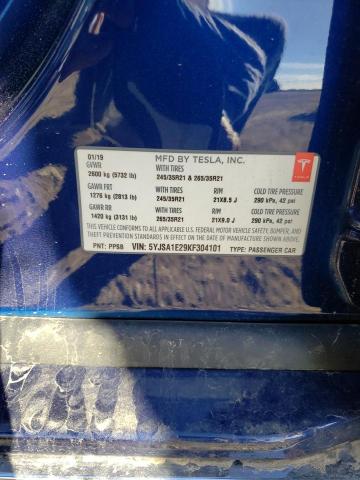 01/19 MFD BY TESLA, INC.
GVWR WITH TIRES
2600 kg (5732 lb) 245/35R21 & 265/35R21
GAWR FRT WITH TIRES RIM COLD TIRE PRESSURE
1276 kg (2813 lb) 245/35R21 21X8.5 J 290 kPa, 42 psi
GAWR RR WITH TIRES RIM COLD TIRE PRESSURE
1420 kg (3131 lb) 265/35R21 21X9.0 J 290 kPa, 42 psi
THIS VEHICLE CONFORMS TO ALL APPLICABLE U.S. FEDERAL MOTOR VEHICLE SAFETY, BUMPER, AND
THEFT PREVENTION STANDARDS IN EFFECT ON THE DATE OF MANUFACTURE SHOWN ABOVE.
PNT: PPSB VIN: 5YJSA1E29KF304101 TYPE: PASSENGER CAR
TESLA